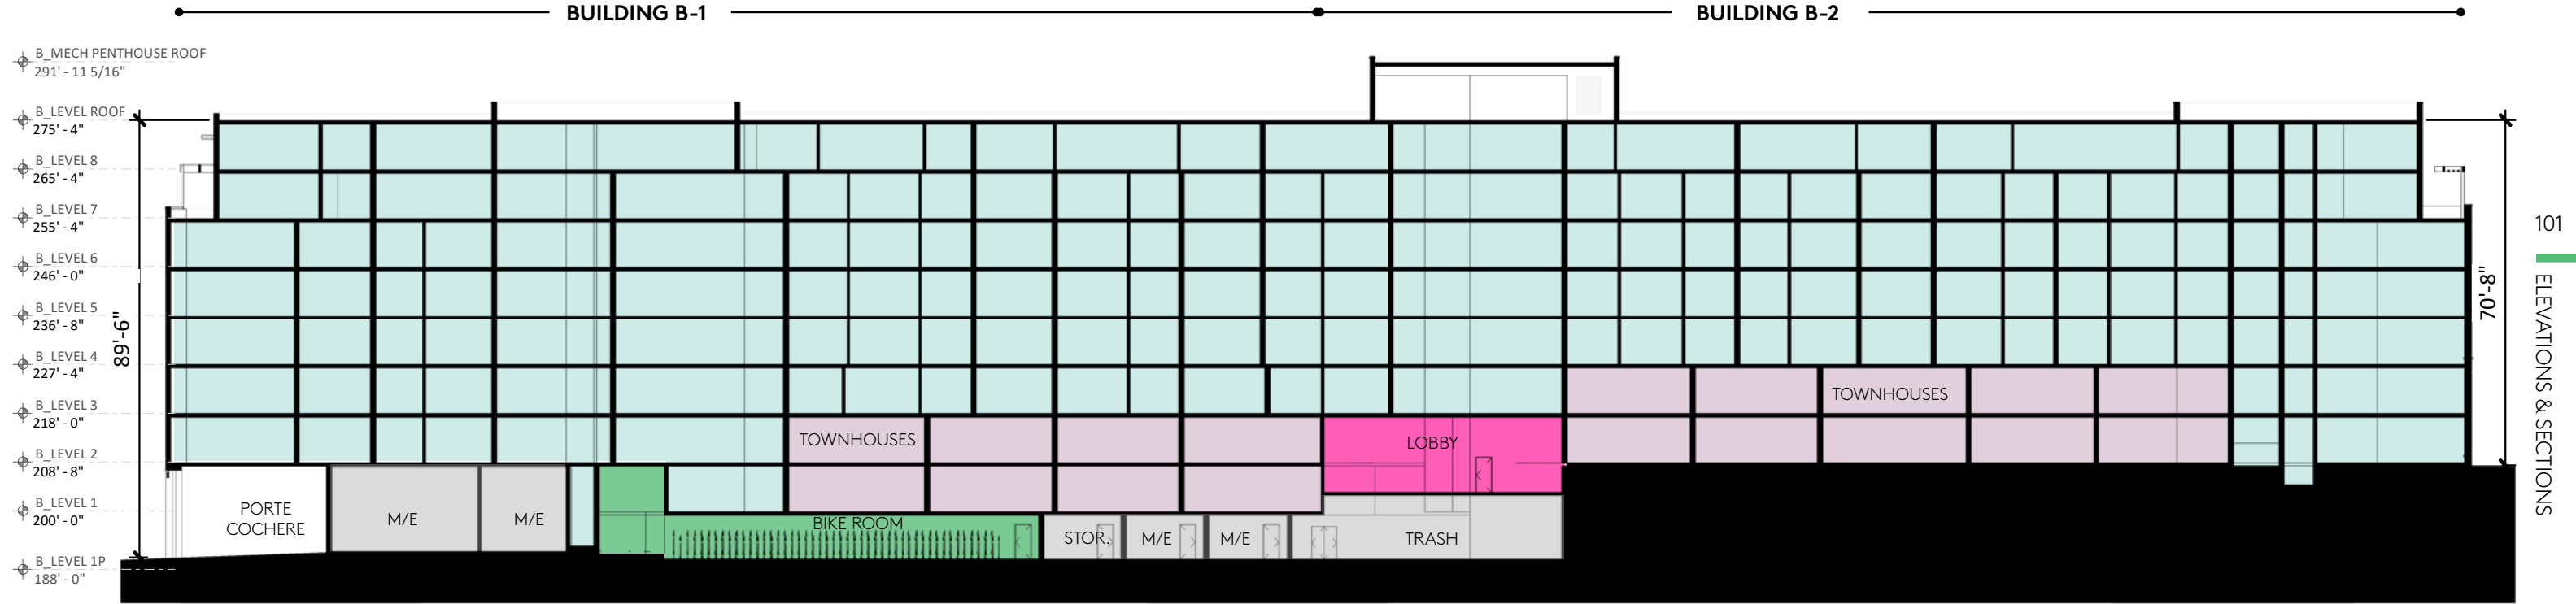 BUILDING B-1
BUILDING B-2
B_MECH PENTHOUSE ROOF
291' - 11 5/16"
B_LEVEL ROOF
275' - 4"
B_LEVEL 8
265' - 4"
B_LEVEL 7
255' - 4"
B_LEVEL 6
246' - 0"
B_LEVEL 5
236' - 8"
B_LEVEL 4
227' - 4"
B_LEVEL 3
218' - 0"
B_LEVEL 2
208' - 8"
B_LEVEL 1
200' - 0"
B_LEVEL 1P
188' - 0"
89'-6"
TOWNHOUSES
LOBBY
TOWNHOUSES
PORTE
COCHERE
M/E
M/E
BIKE ROOM
STOR.
M/E
M/E
TRASH
70'-8"
101
ELEVATIONS & SECTIONS